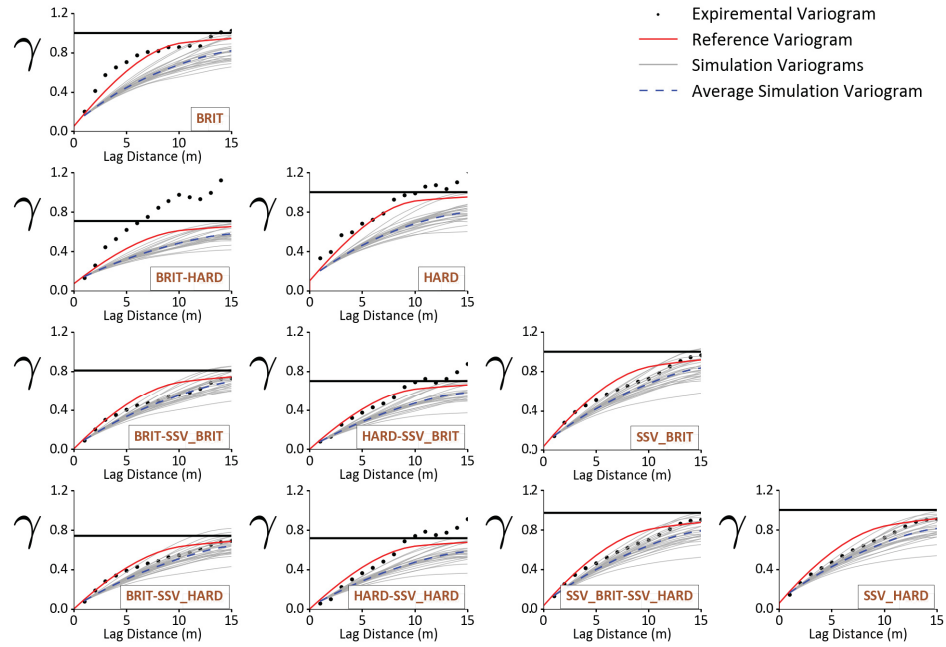 Expiremental Variogram
Reference Variogram
Simulation Variograms
Average Simulation Variogram
γ
1.2
0.8
0.4
0.0
0 5 10 15
Lag Distance (m)
BRIT
γ
1.2
0.8
0.4
0.0
0 5 10 15
Lag Distance (m)
BRIT-HARD
γ
1.2
0.8
0.4
0.0
0 5 10 15
Lag Distance (m)
HARD
γ
1.2
0.8
0.4
0.0
0 5 10 15
Lag Distance (m)
BRIT-SSV_BRIT
γ
1.2
0.8
0.4
0.0
0 5 10 15
Lag Distance (m)
HARD-SSV_BRIT
γ
1.2
0.8
0.4
0.0
0 5 10 15
Lag Distance (m)
SSV_BRIT
γ
1.2
0.8
0.4
0.0
0 5 10 15
Lag Distance (m)
BRIT-SSV_HARD
γ
1.2
0.8
0.4
0.0
0 5 10 15
Lag Distance (m)
HARD-SSV_HARD
γ
1.2
0.8
0.4
0.0
0 5 10 15
Lag Distance (m)
SSV_BRIT-SSV_HARD
γ
1.2
0.8
0.4
0.0
0 5 10 15
Lag Distance (m)
SSV_HARD